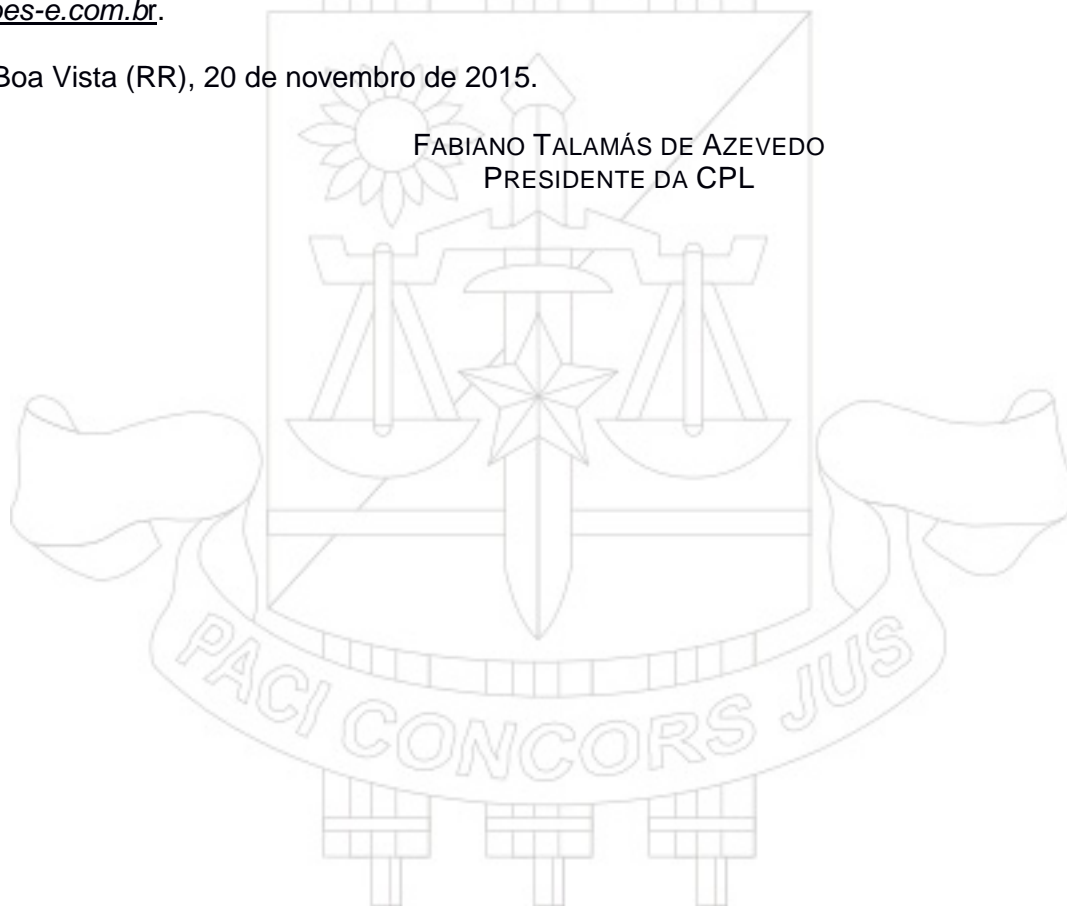 oes-e.com.br.
Boa Vista (RR), 20 de novembro de 2015.
FABIANO TALAMÁS DE AZEVEDO
PRESIDENTE DA CPL
PACI CONCORS JUS